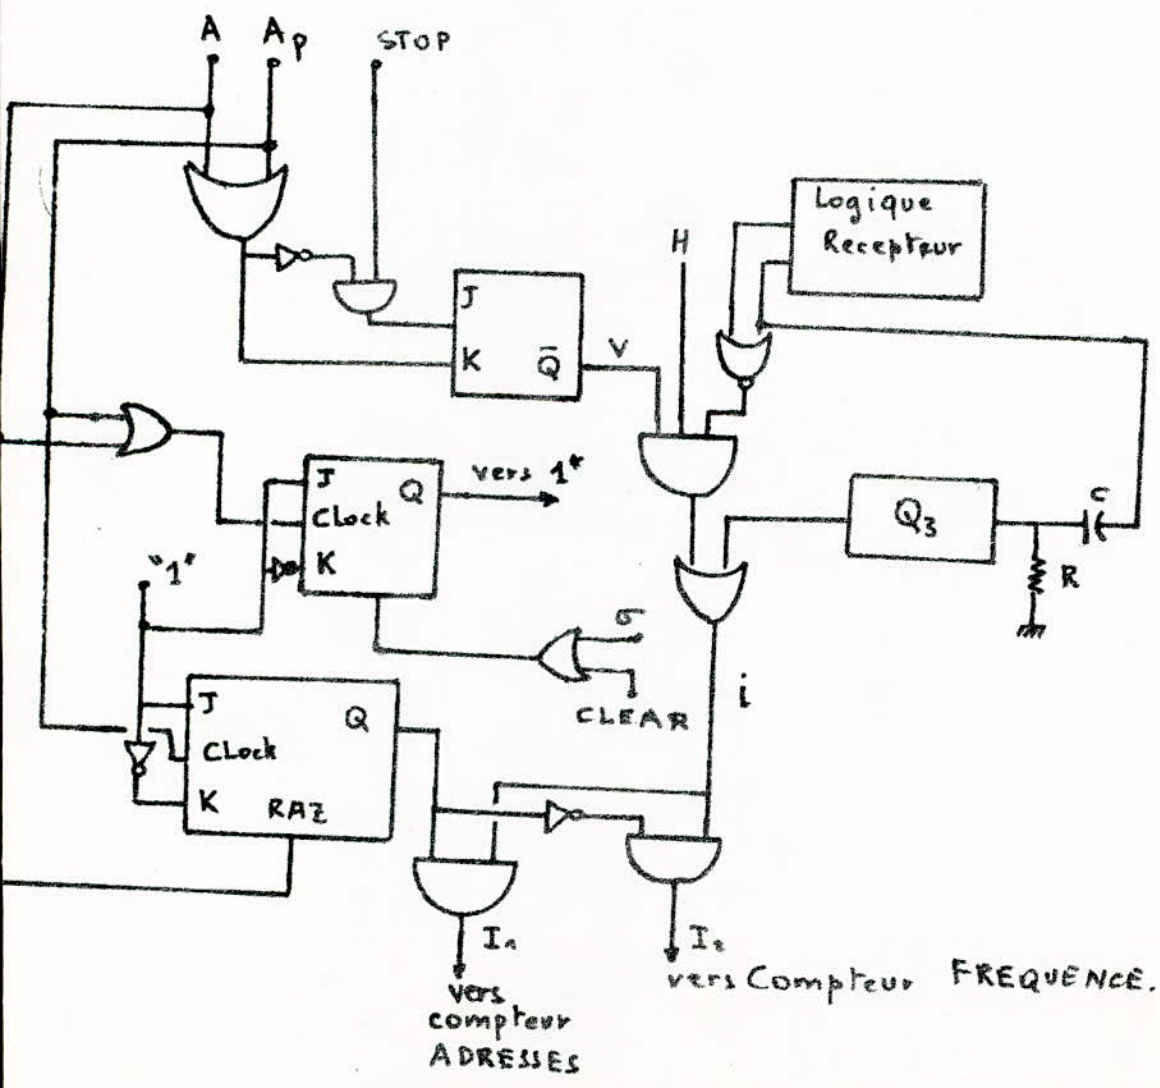 A
Ap
STOP
Logique
Recepteur
H
J
K
Q̄
V
J
Q
Clock
K
vers 1*
Q3
C
R
"1"
σ
CLEAR
i
J
Q
CLock
K
RAZ
I1
vers
compteur
ADRESSES
I2
vers Compteur FREQUENCE.